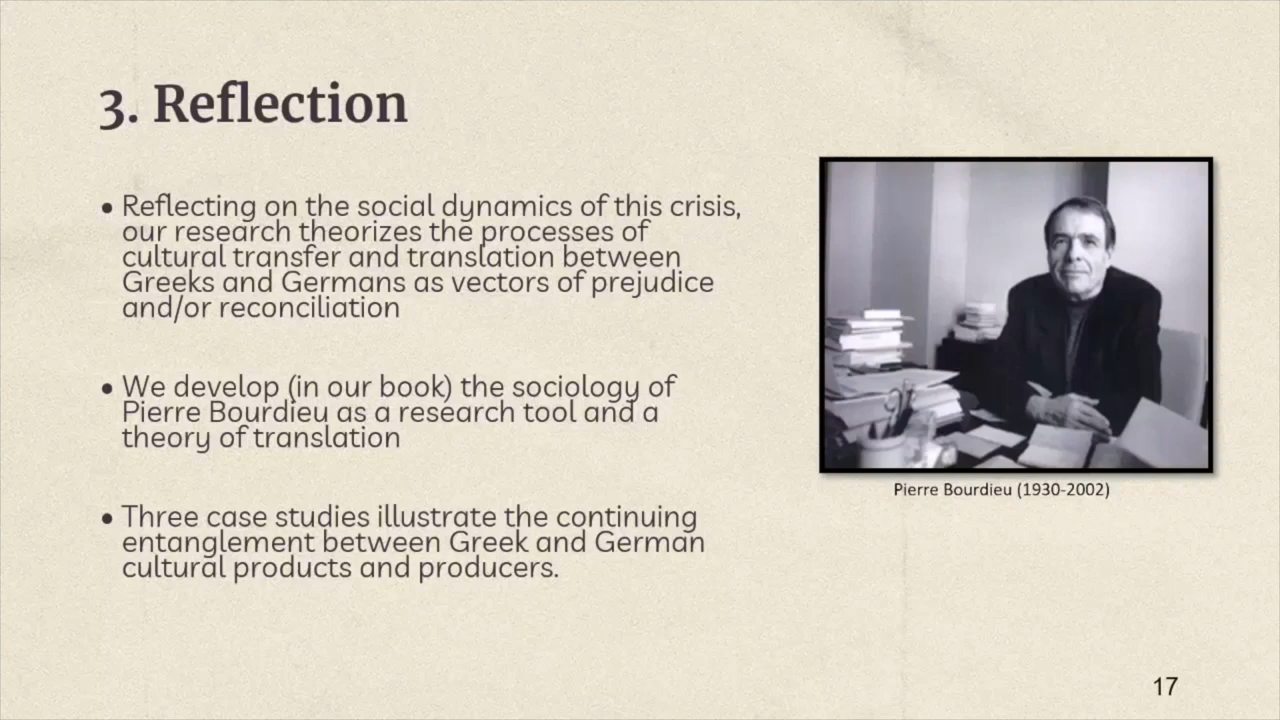 3. Reflection
• Reflecting on the social dynamics of this crisis,
our research theorizes the processes of
cultural transfer and translation between
Greeks and Germans as vectors of prejudice
and/or reconciliation
• We develop (in our book) the sociology of
Pierre Bourdieu as a research tool and a
theory of translation
• Three case studies illustrate the continuing
entanglement between Greek and German
cultural products and producers.
Pierre Bourdieu (1930-2002)
17